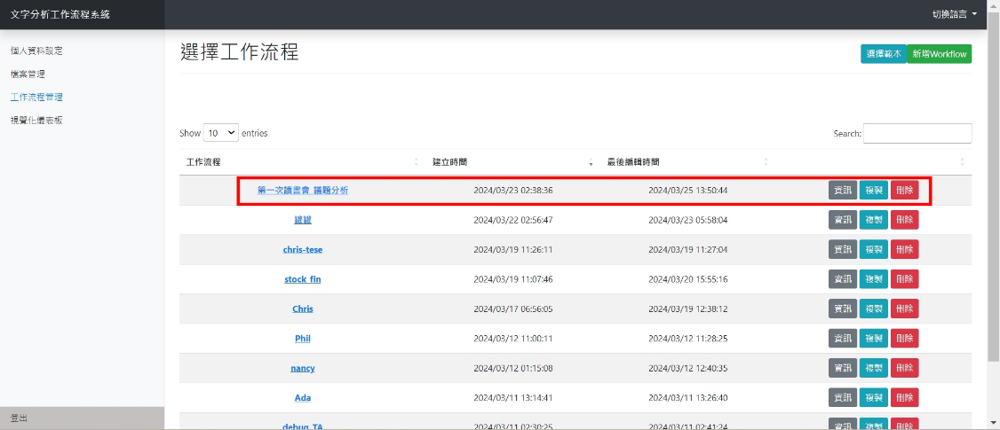 文字分析工作流程系統
切換語言
個人資料設定
檔案管理
工作流程管理
視覺化儀表板
登出
選擇工作流程
選擇範本 新增Workflow
Show 10 entries
Search:
工作流程 建立時間 最後編輯時間
第一次讀書會_議題分析 2024/03/23 02:38:36 2024/03/25 13:50:44 資訊 複製 刪除
罐罐 2024/03/22 02:56:47 2024/03/23 05:58:04 資訊 複製 刪除
chris-tese 2024/03/19 11:26:11 2024/03/19 11:27:04 資訊 複製 刪除
stock_fin 2024/03/19 11:07:46 2024/03/20 15:55:16 資訊 複製 刪除
Chris 2024/03/17 06:56:05 2024/03/19 12:38:12 資訊 複製 刪除
Phil 2024/03/12 11:00:11 2024/03/12 11:28:25 資訊 複製 刪除
nancy 2024/03/12 01:15:08 2024/03/12 12:40:35 資訊 複製 刪除
Ada 2024/03/11 13:14:41 2024/03/11 13:26:40 資訊 複製 刪除
debug_TA 2024/03/11 02:30:25 2024/03/11 02:41:24 資訊 複製 刪除